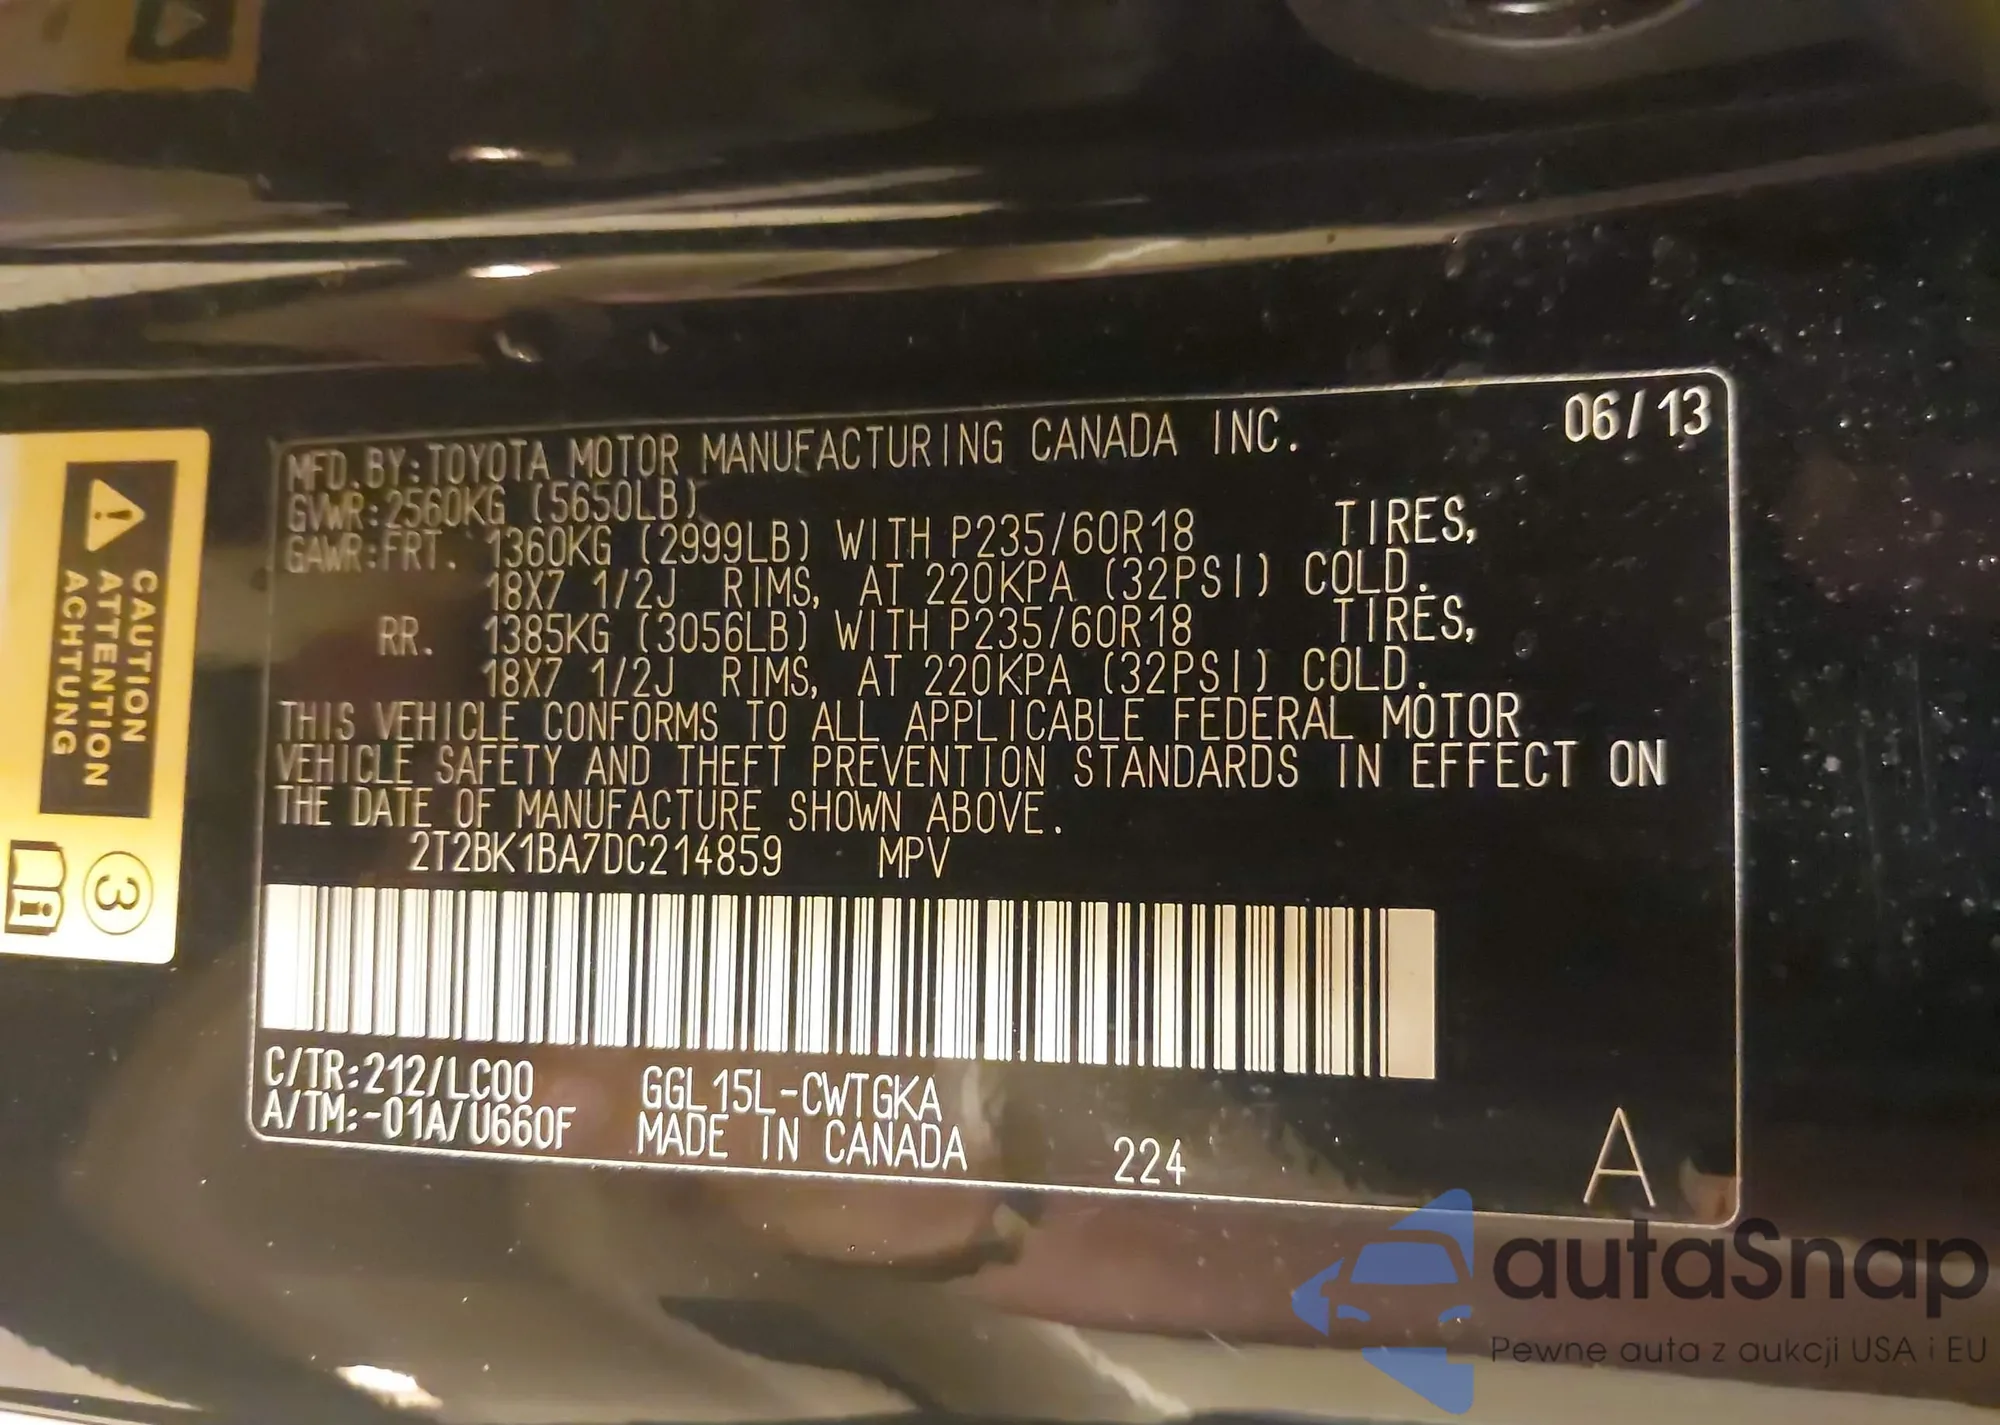 06/13
MFD.BY:TOYOTA MOTOR MANUFACTURING CANADA INC.
GVWR:2560KG (5650LB)
GAWR:FRT. 1360KG (2999LB) WITH P235/60R18 TIRES,
18X7 1/2J RIMS, AT 220KPA (32PSI) COLD.
RR. 1385KG (3056LB) WITH P235/60R18 TIRES,
18X7 1/2J RIMS, AT 220KPA (32PSI) COLD.
THIS VEHICLE CONFORMS TO ALL APPLICABLE FEDERAL MOTOR
VEHICLE SAFETY AND THEFT PREVENTION STANDARDS IN EFFECT ON
THE DATE OF MANUFACTURE SHOWN ABOVE.
2T2BK1BA7DC214859 MPV
C/TR:212/LC00 GGL15L-CWTGKA
A/TM:-01A/U660F MADE IN CANADA 224 A
CAUTION
ATTENTION
ACHTUNG
3
autaSnap
Pewne auta z aukcji USA i EU